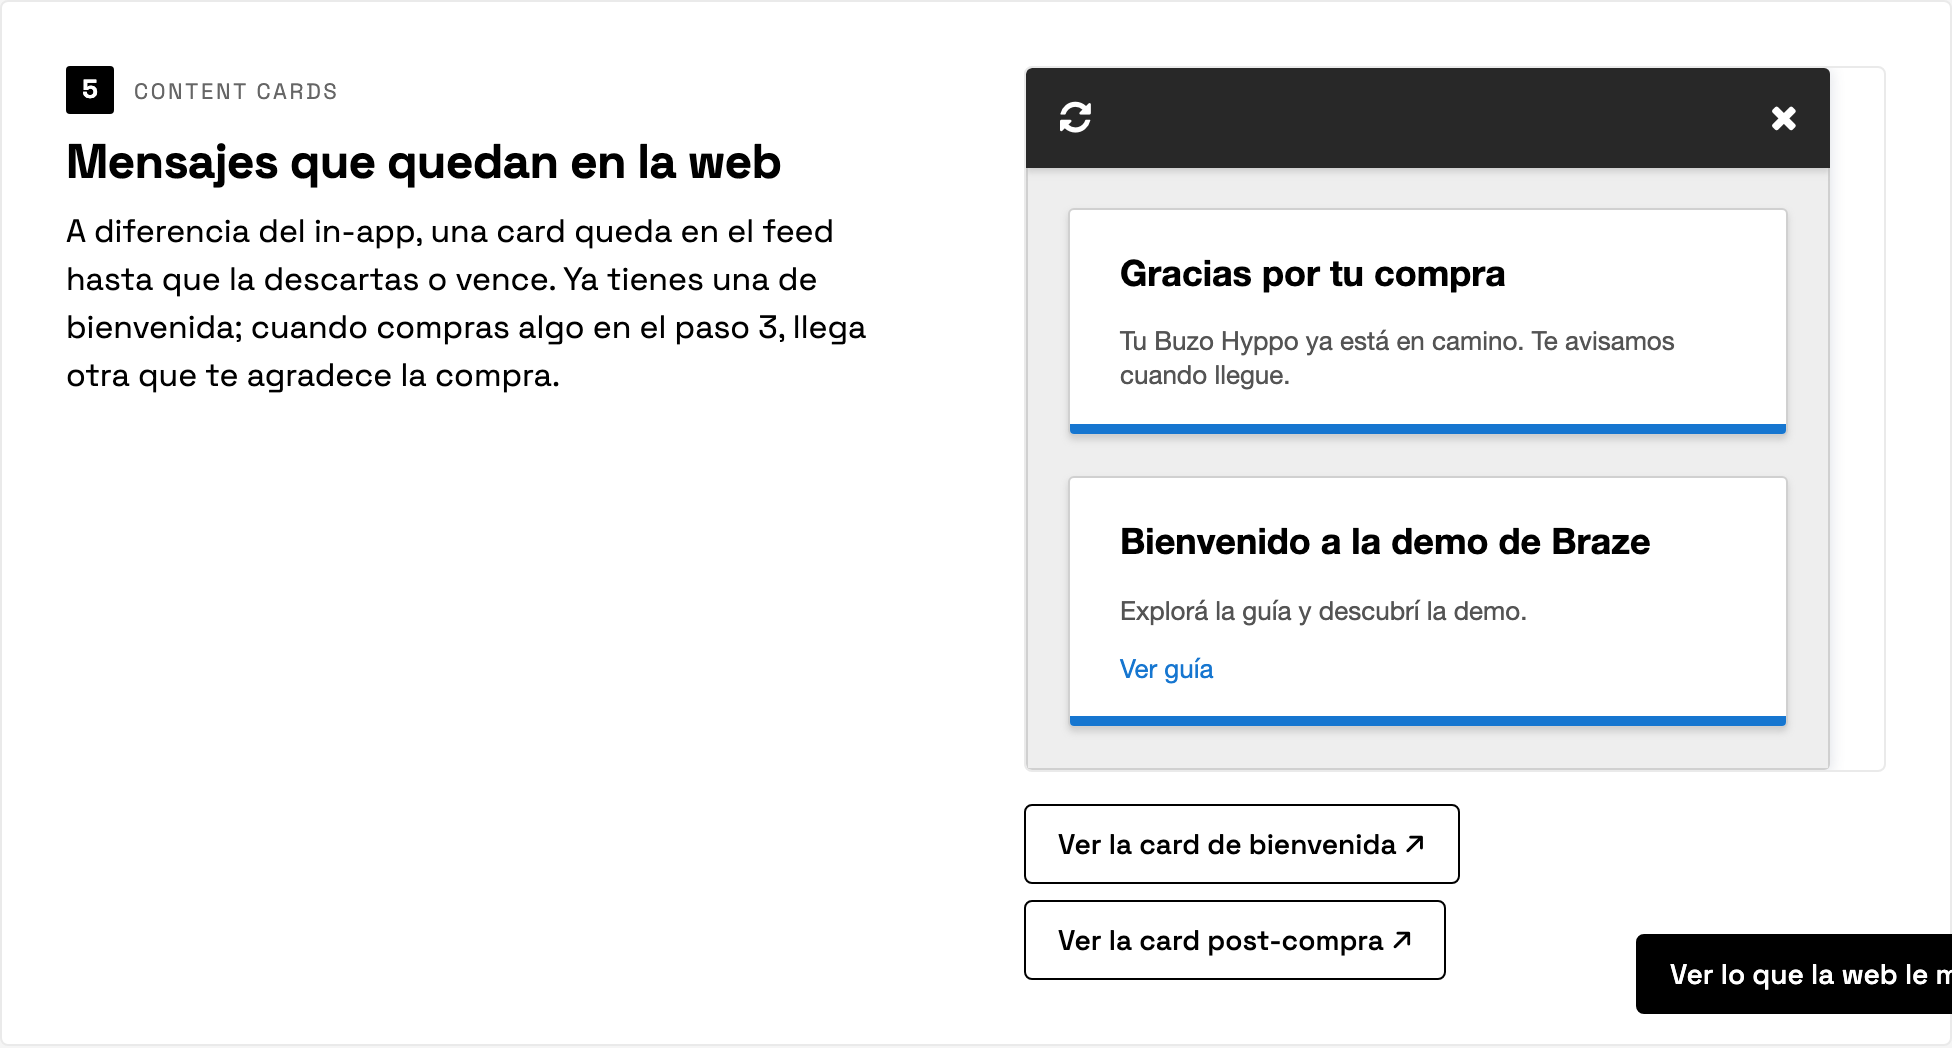 5 CONTENT CARDS
Mensajes que quedan en la web
A diferencia del in-app, una card queda en el feed
hasta que la descartas o vence. Ya tienes una de
bienvenida; cuando compras algo en el paso 3, llega
otra que te agradece la compra.
Gracias por tu compra
Tu Buzo Hyppo ya está en camino. Te avisamos
cuando llegue.
Bienvenido a la demo de Braze
Explorá la guía y descubrí la demo.
Ver guía
Ver la card de bienvenida ↗
Ver la card post-compra ↗
Ver lo que la web le